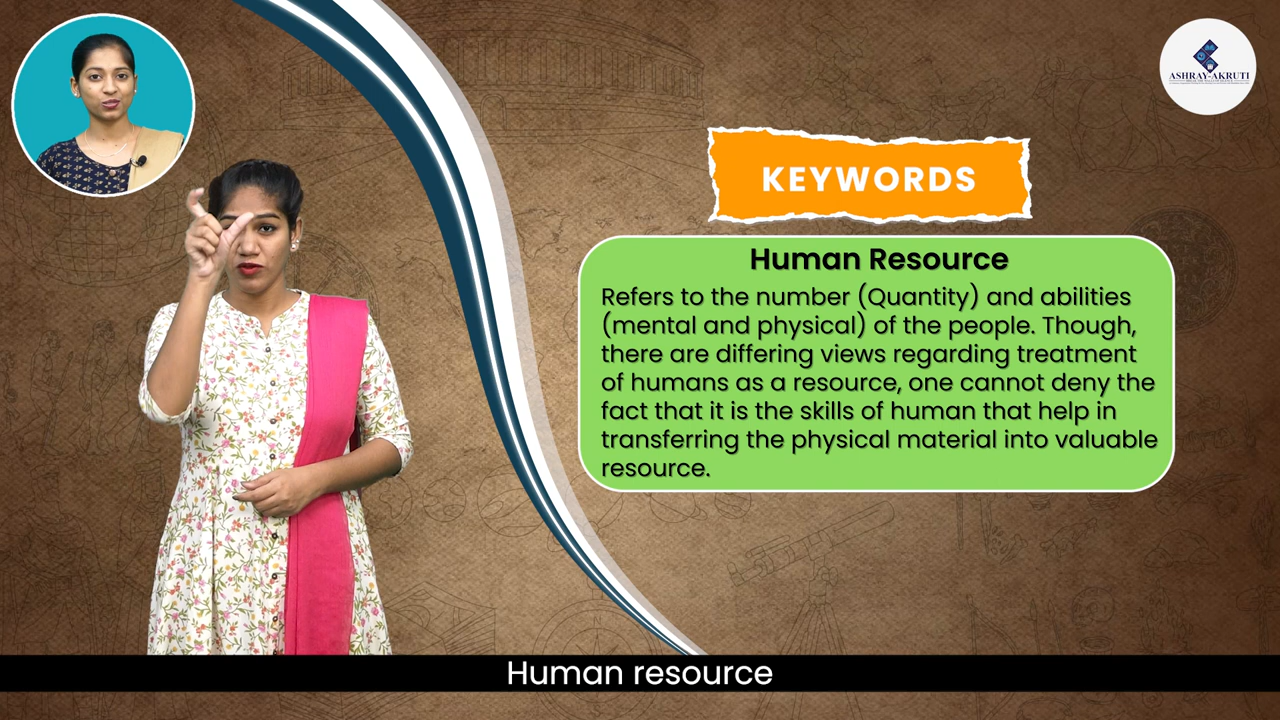 ASHRAY-AKRUTI
KEYWORDS
Human Resource
Refers to the number (Quantity) and abilities
(mental and physical) of the people. Though,
there are differing views regarding treatment
of humans as a resource, one cannot deny the
fact that it is the skills of human that help in
transferring the physical material into valuable
resource.
Human resource